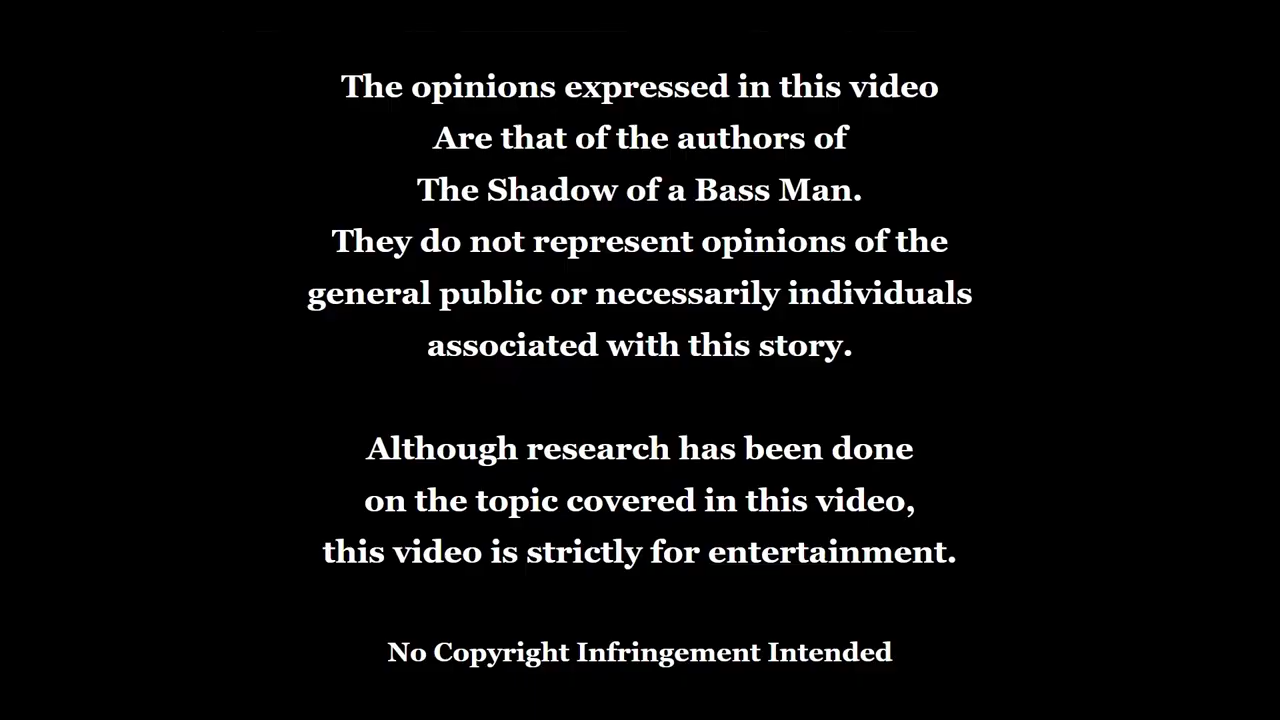 The opinions expressed in this video
Are that of the authors of
The Shadow of a Bass Man.
They do not represent opinions of the
general public or necessarily individuals
associated with this story.
Although research has been done
on the topic covered in this video,
this video is strictly for entertainment.
No Copyright Infringement Intended